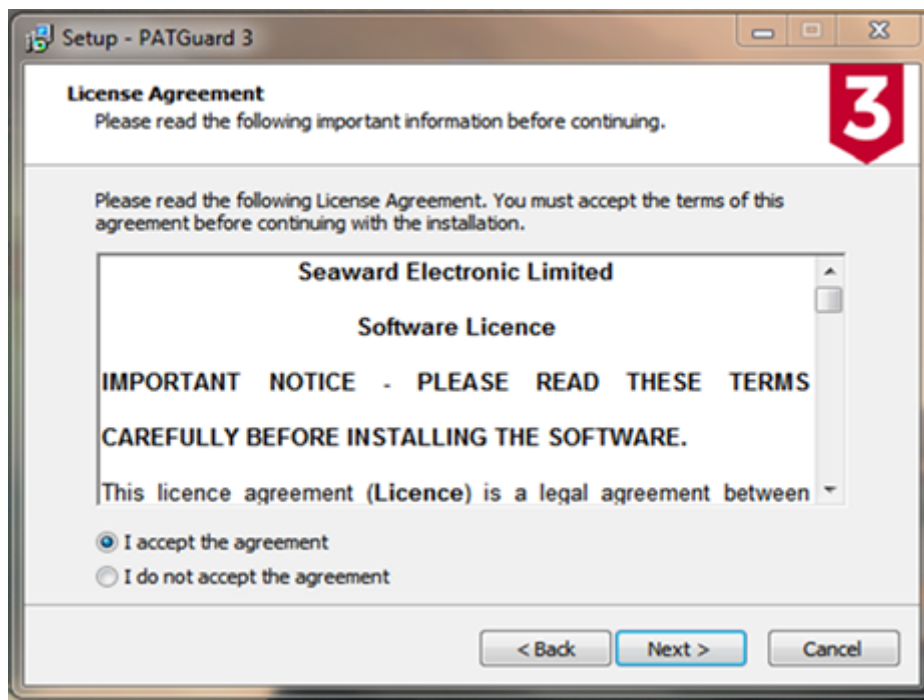 Setup - PATGuard 3
License Agreement
Please read the following important information before continuing.
3
Please read the following License Agreement. You must accept the terms of this
agreement before continuing with the installation.
Seaward Electronic Limited
Software Licence
IMPORTANT NOTICE - PLEASE READ THESE TERMS
CAREFULLY BEFORE INSTALLING THE SOFTWARE.
This licence agreement (Licence) is a legal agreement between
I accept the agreement
I do not accept the agreement
< Back Next > Cancel